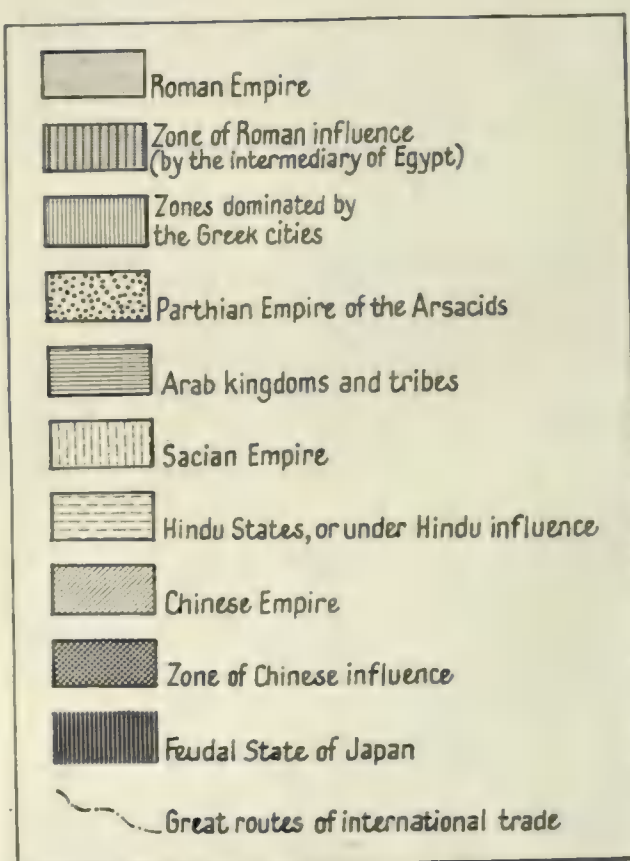 Roman Empire
Zone of Roman influence
(by the intermediary of Egypt)
Zones dominated by
the Greek cities
Parthian Empire of the Arsacids
Arab kingdoms and tribes
Sacian Empire
Hindu States, or under Hindu influence
Chinese Empire
Zone of Chinese influence
Feudal State of Japan
Great routes of international trade